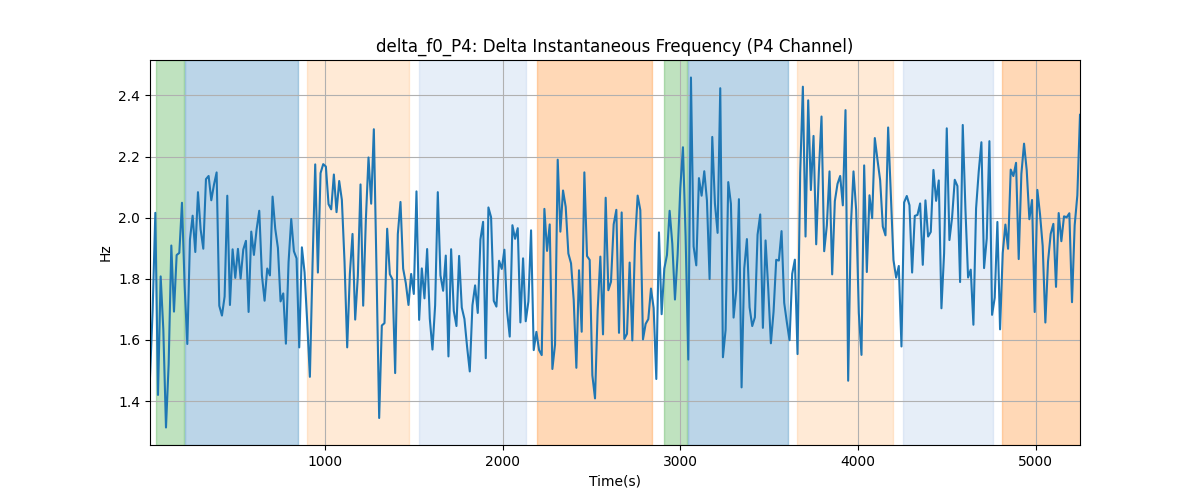 delta_f0_P4: Delta Instantaneous Frequency (P4 Channel)
Hz
2.4
2.2
2.0
1.8
1.6
1.4
1000 2000 3000 4000 5000
Time(s)